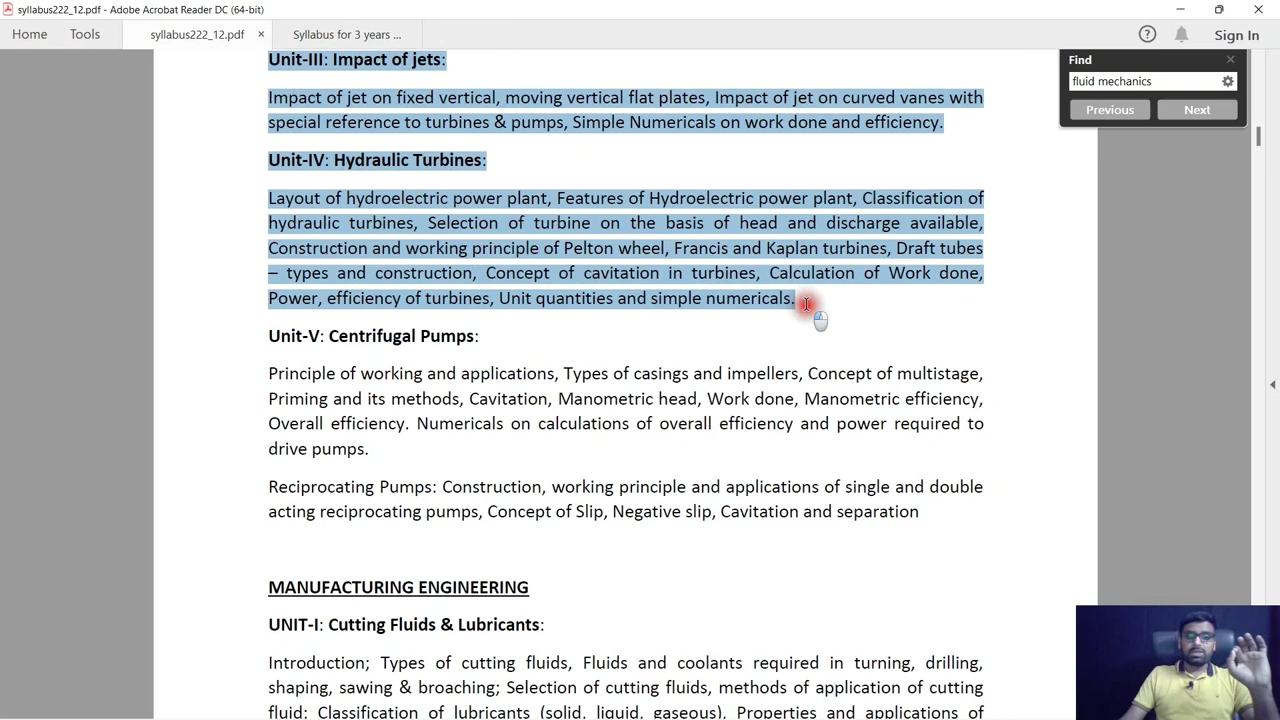 syllabus222_12.pdf - Adobe Acrobat Reader DC (64-bit)
Home Tools syllabus222_12.pdf × Syllabus for 3 years ... Sign In
Find
fluid mechanics
Previous Next
Unit-III: Impact of jets:
Impact of jet on fixed vertical, moving vertical flat plates, Impact of jet on curved vanes with
special reference to turbines & pumps, Simple Numericals on work done and efficiency.
Unit-IV: Hydraulic Turbines:
Layout of hydroelectric power plant, Features of Hydroelectric power plant, Classification of
hydraulic turbines, Selection of turbine on the basis of head and discharge available,
Construction and working principle of Pelton wheel, Francis and Kaplan turbines, Draft tubes
– types and construction, Concept of cavitation in turbines, Calculation of Work done,
Power, efficiency of turbines, Unit quantities and simple numericals.
Unit-V: Centrifugal Pumps:
Principle of working and applications, Types of casings and impellers, Concept of multistage,
Priming and its methods, Cavitation, Manometric head, Work done, Manometric efficiency,
Overall efficiency. Numericals on calculations of overall efficiency and power required to
drive pumps.
Reciprocating Pumps: Construction, working principle and applications of single and double
acting reciprocating pumps, Concept of Slip, Negative slip, Cavitation and separation
MANUFACTURING ENGINEERING
UNIT-I: Cutting Fluids & Lubricants:
Introduction; Types of cutting fluids, Fluids and coolants required in turning, drilling,
shaping, sawing & broaching; Selection of cutting fluids, methods of application of cutting
fluid; Classification of lubricants (solid, liquid, gaseous), Properties and applications of